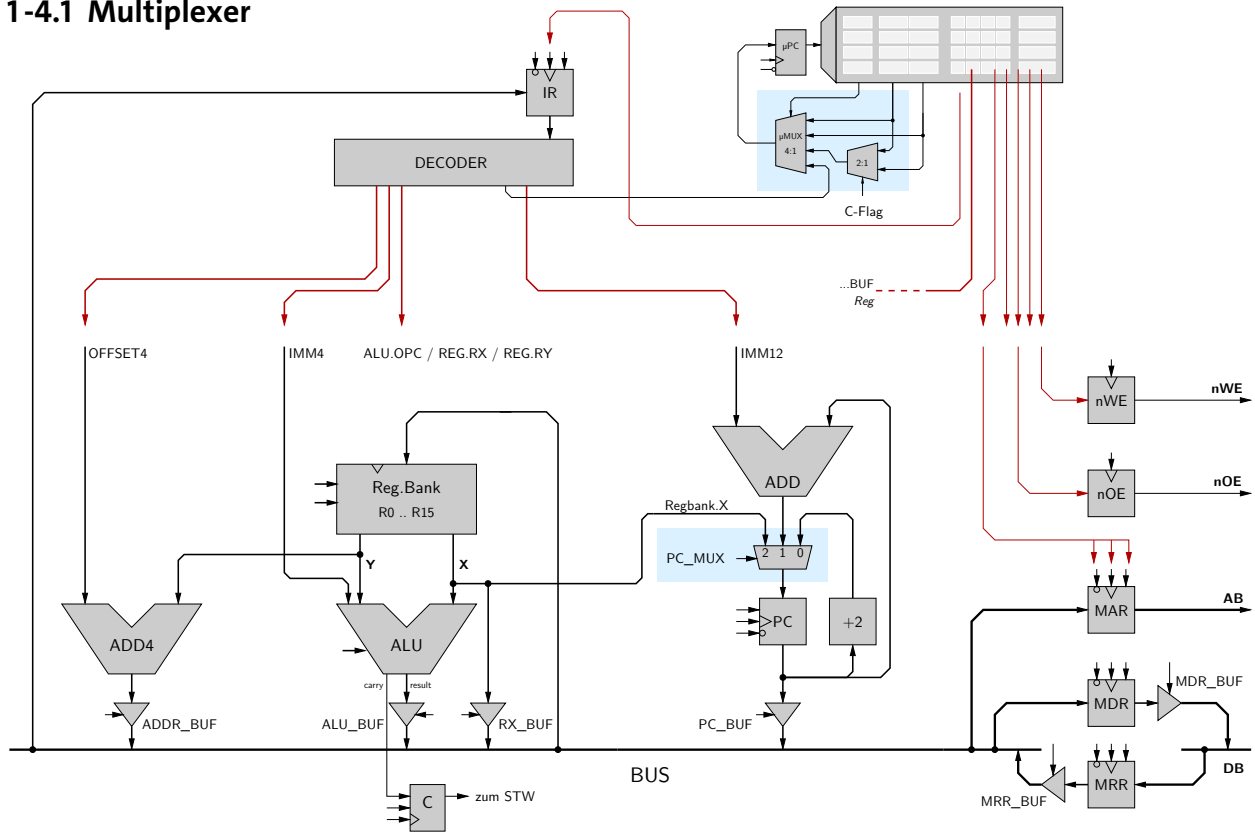 1-4.1 Multiplexer
µPC
IR
µMUX
4:1
2:1
DECODER
C-Flag
...BUF
Reg
OFFSET4
IMM4
ALU.OPC / REG.RX / REG.RY
IMM12
nWE
nWE
Reg.Bank
R0 .. R15
ADD
nOE
nOE
Regbank.X
2 1 0
PC_MUX
Y
X
AB
MAR
PC
+2
ADD4
ALU
carry
result
MDR_BUF
MDR
ADDR_BUF
ALU_BUF
RX_BUF
PC_BUF
BUS
DB
MRR
MRR_BUF
C
zum STW